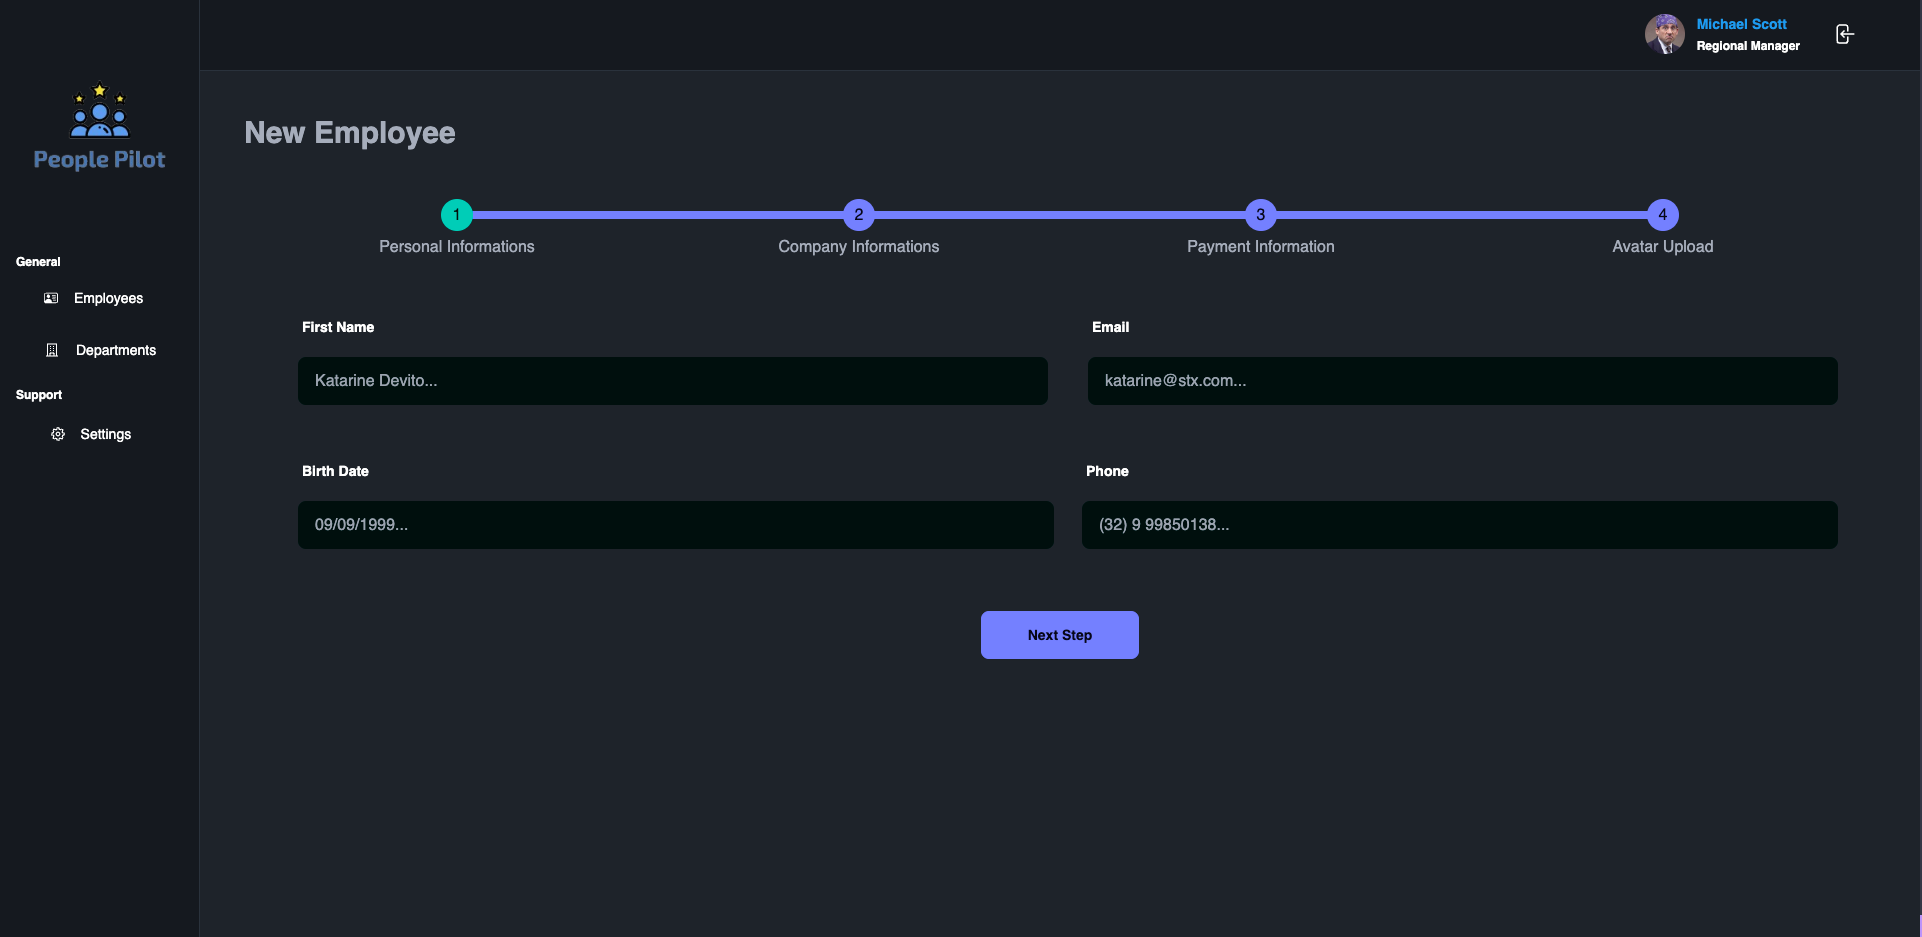 Michael Scott
Regional Manager
People Pilot
General
Employees
Departments
Support
Settings
New Employee
1 2 3 4
Personal Informations Company Informations Payment Information Avatar Upload
First Name Email
Katarine Devito... katarine@stx.com...
Birth Date Phone
09/09/1999... (32) 9 99850138...
Next Step